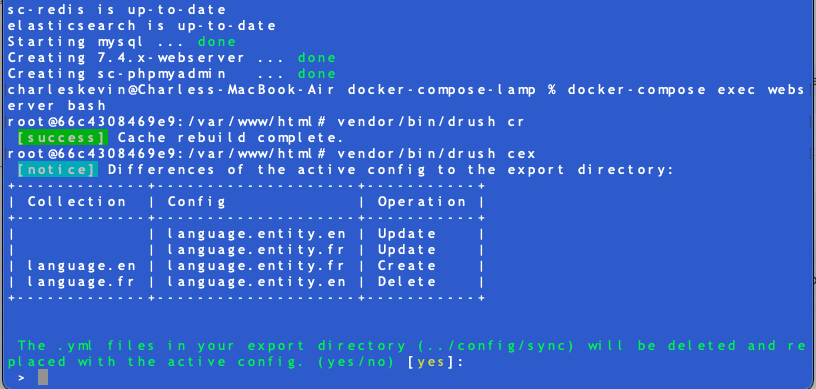 sc-redis is up-to-date
elasticsearch is up-to-date
Starting mysql ... done
Creating 7.4.x-webserver ... done
Creating sc-phpmyadmin   ... done
charleskevin@Charless-MacBook-Air docker-compose-lamp % docker-compose exec webs
erver bash
root@66c4308469e9:/var/www/html# vendor/bin/drush cr
 [success] Cache rebuild complete.
root@66c4308469e9:/var/www/html# vendor/bin/drush cex
 [notice] Differences of the active config to the export directory:
+-------------+--------------------+-----------+
| Collection  | Config             | Operation |
+-------------+--------------------+-----------+
|             | language.entity.en | Update    |
|             | language.entity.fr | Update    |
| language.en | language.entity.fr | Create    |
| language.fr | language.entity.en | Delete    |
+-------------+--------------------+-----------+
 The .yml files in your export directory (../config/sync) will be deleted and re
placed with the active config. (yes/no) [yes]:
 >